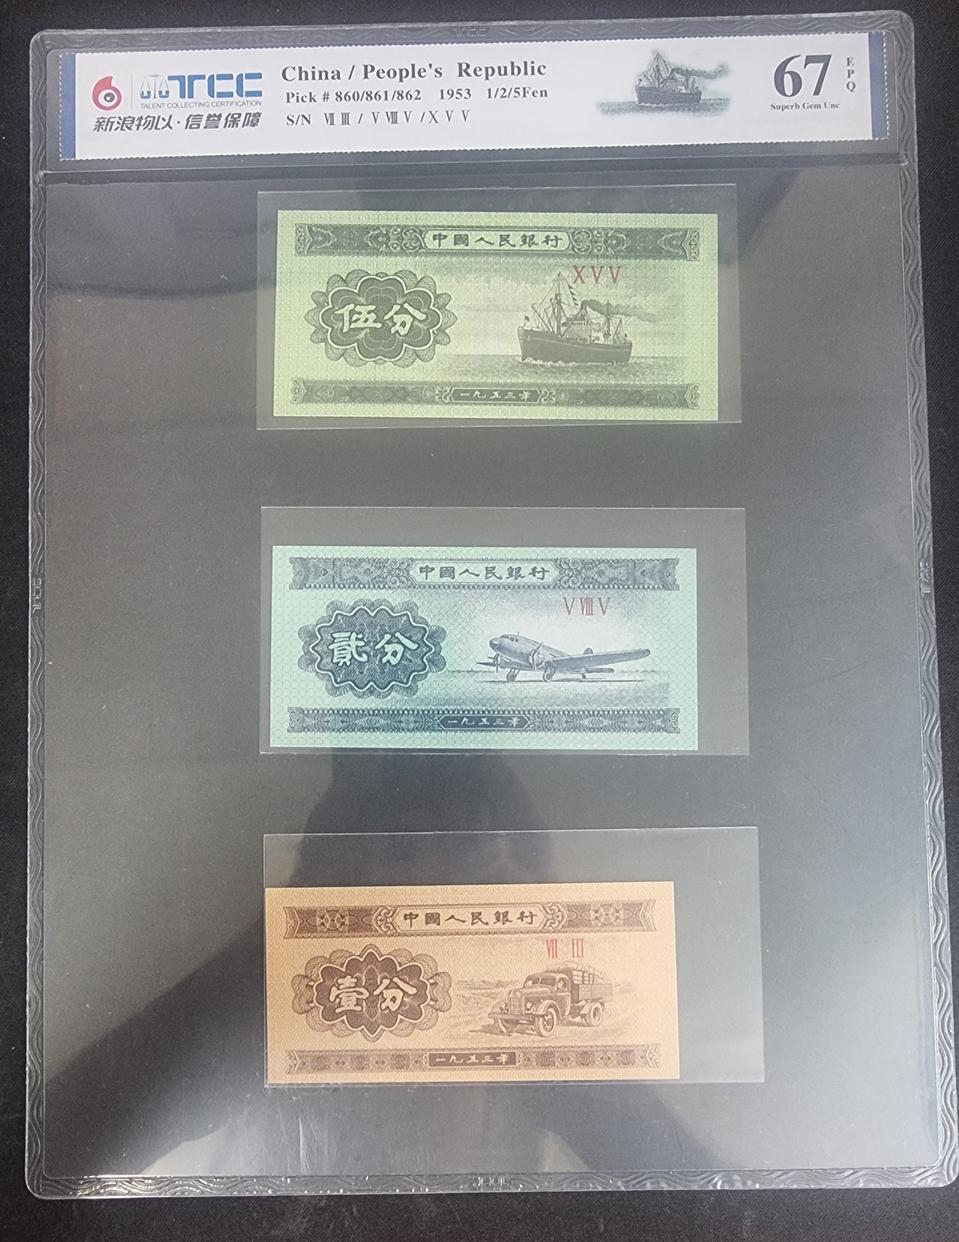 TCC
TALENT COLLECTING CERTIFICATION
新浪物以·信誉保障
China / People's Republic
Pick # 860/861/862 1953 1/2/5Fen
S/N Ⅶ Ⅲ / Ⅴ Ⅷ Ⅴ / Ⅹ Ⅴ Ⅴ
67
EPQ
Superb Gem Unc
中國人民銀行
ⅩⅤⅤ
伍分
一九五三年
中國人民銀行
Ⅴ Ⅷ Ⅴ
貳分
一九五三年
中國人民銀行
Ⅶ Ⅲ
壹分
一九五三年